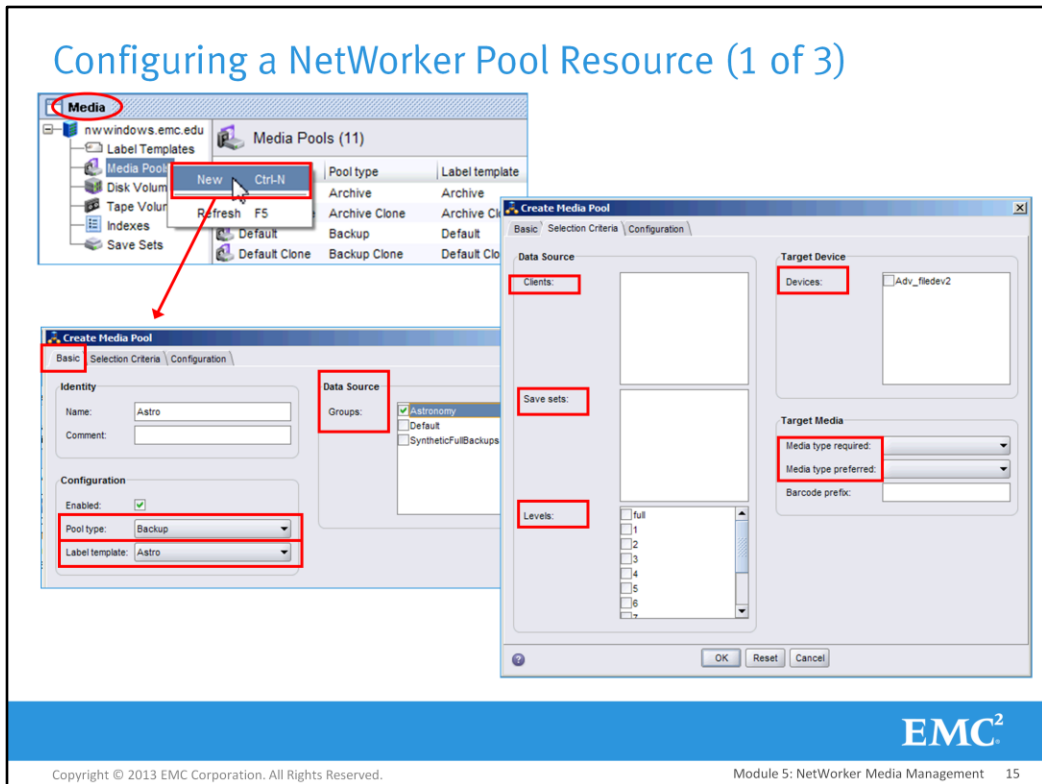 Configuring a NetWorker Pool Resource (1 of 3)
Media
nwwindows.emc.edu
Label Templates
Media Pools
Disk Volum
Tape Volur
Indexes
Save Sets
New Ctrl-N
Refresh F5
Media Pools (11)
Pool type Label template
Archive Archive
Archive Clone Archive Cl
Default Backup Default
Default Clone Backup Clone Default Clo
Create Media Pool
Basic Selection Criteria Configuration
Identity
Name: Astro
Comment:
Configuration
Enabled:
Pool type: Backup
Label template: Astro
Data Source
Groups: Astronomy
Default
SyntheticFullBackups
Create Media Pool
Basic Selection Criteria Configuration
Data Source
Clients:
Save sets:
Levels: full
1
2
3
4
5
6
7
Target Device
Devices: Adv_filedev2
Target Media
Media type required:
Media type preferred:
Barcode prefix:
OK Reset Cancel
EMC²
Copyright © 2013 EMC Corporation. All Rights Reserved.
Module 5: NetWorker Media Management 15